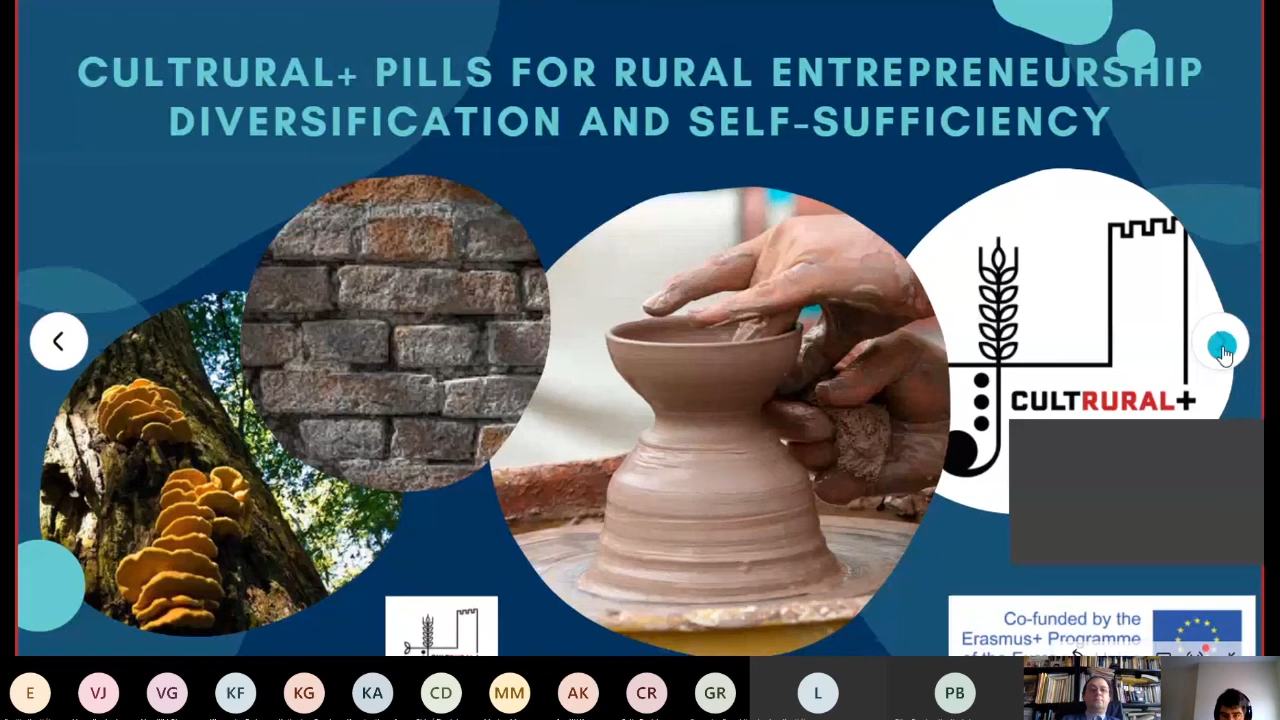 CULTRURAL+ PILLS FOR RURAL ENTREPRENEURSHIP
DIVERSIFICATION AND SELF-SUFFICIENCY
CULTRURAL+
Co-funded by the
Erasmus+ Programme
E VJ VG KF KG KA CD MM AK CR GR L PB